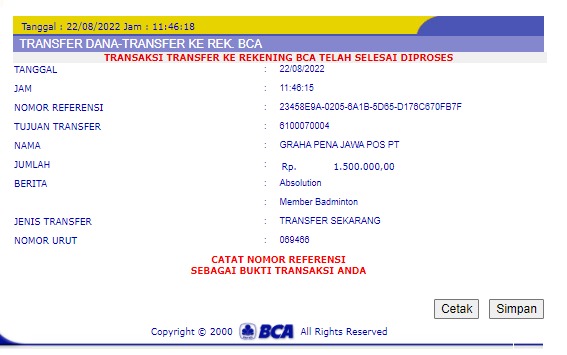 Tanggal : 22/08/2022 Jam : 11:46:18
TRANSFER DANA-TRANSFER KE REK. BCA
TRANSAKSI TRANSFER KE REKENING BCA TELAH SELESAI DIPROSES
TANGGAL : 22/08/2022
JAM : 11:46:15
NOMOR REFERENSI : 23458E9A-0205-6A1B-5D65-D176C670FB7F
TUJUAN TRANSFER : 6100070004
NAMA : GRAHA PENA JAWA POS PT
JUMLAH : Rp. 1.500.000,00
BERITA : Absolution
: Member Badminton
JENIS TRANSFER : TRANSFER SEKARANG
NOMOR URUT : 069466
CATAT NOMOR REFERENSI
SEBAGAI BUKTI TRANSAKSI ANDA
Cetak Simpan
Copyright © 2000 BCA All Rights Reserved